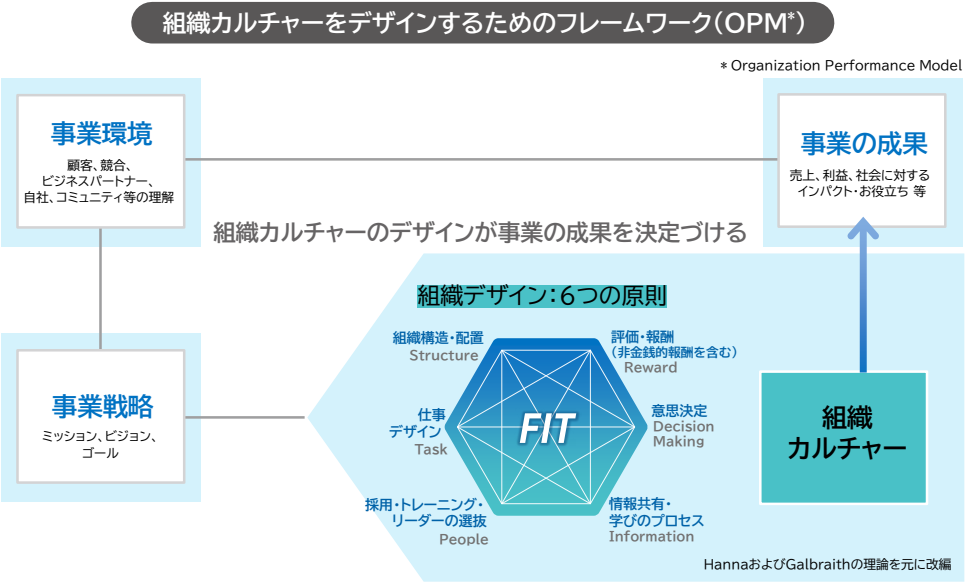 組織カルチャーをデザインするためのフレームワーク（OPM*）
* Organization Performance Model
事業環境
顧客、競合、
ビジネスパートナー、
自社、コミュニティ等の理解
事業の成果
売上、利益、社会に対する
インパクト・お役立ち 等
組織カルチャーのデザインが事業の成果を決定づける
事業戦略
ミッション、ビジョン、
ゴール
組織デザイン：6つの原則
組織構造・配置
Structure
評価・報酬
（非金銭的報酬を含む）
Reward
仕事
デザイン
Task
FIT
意思決定
Decision
Making
採用・トレーニング・
リーダーの選抜
People
情報共有・
学びのプロセス
Information
組織
カルチャー
HannaおよびGalbraithの理論を元に改編